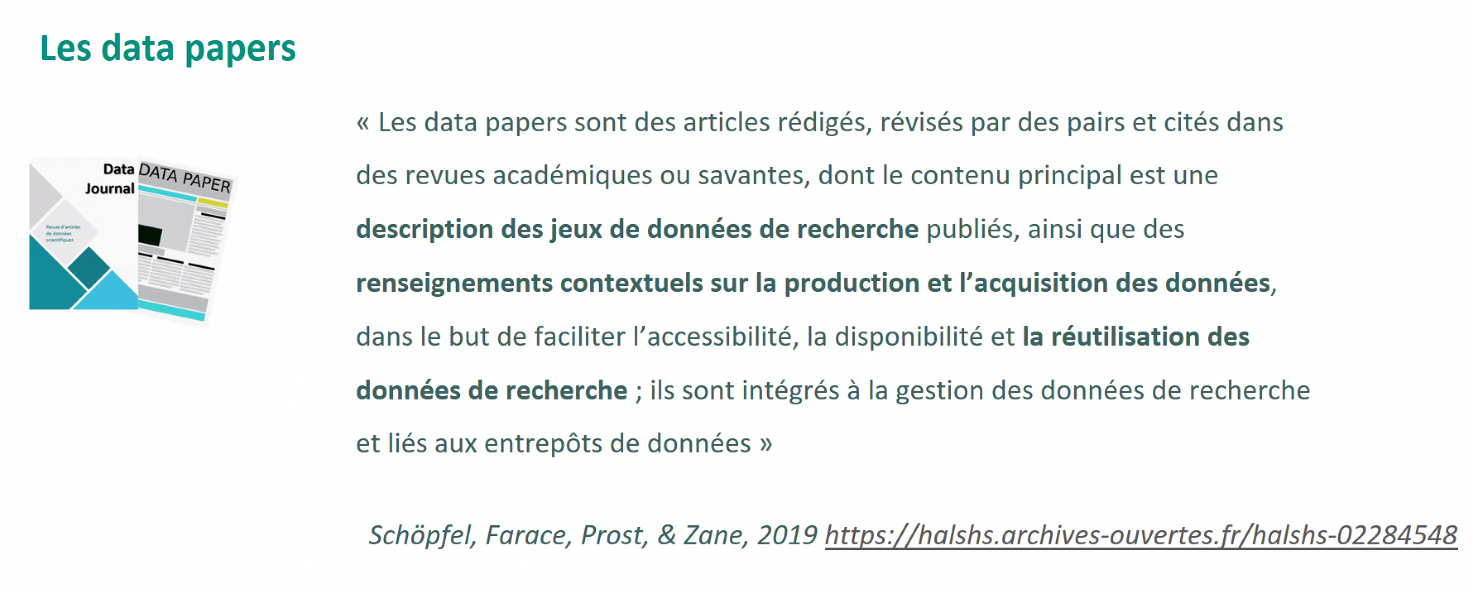 Les data papers
« Les data papers sont des articles rédigés, révisés par des pairs et cités dans
des revues académiques ou savantes, dont le contenu principal est une
description des jeux de données de recherche publiés, ainsi que des
renseignements contextuels sur la production et l’acquisition des données,
dans le but de faciliter l’accessibilité, la disponibilité et la réutilisation des
données de recherche ; ils sont intégrés à la gestion des données de recherche
et liés aux entrepôts de données »
Data
Journal
Revue d'articles
de données
scientifiques
DATA PAPER
Schöpfel, Farace, Prost, & Zane, 2019 https://halshs.archives-ouvertes.fr/halshs-02284548